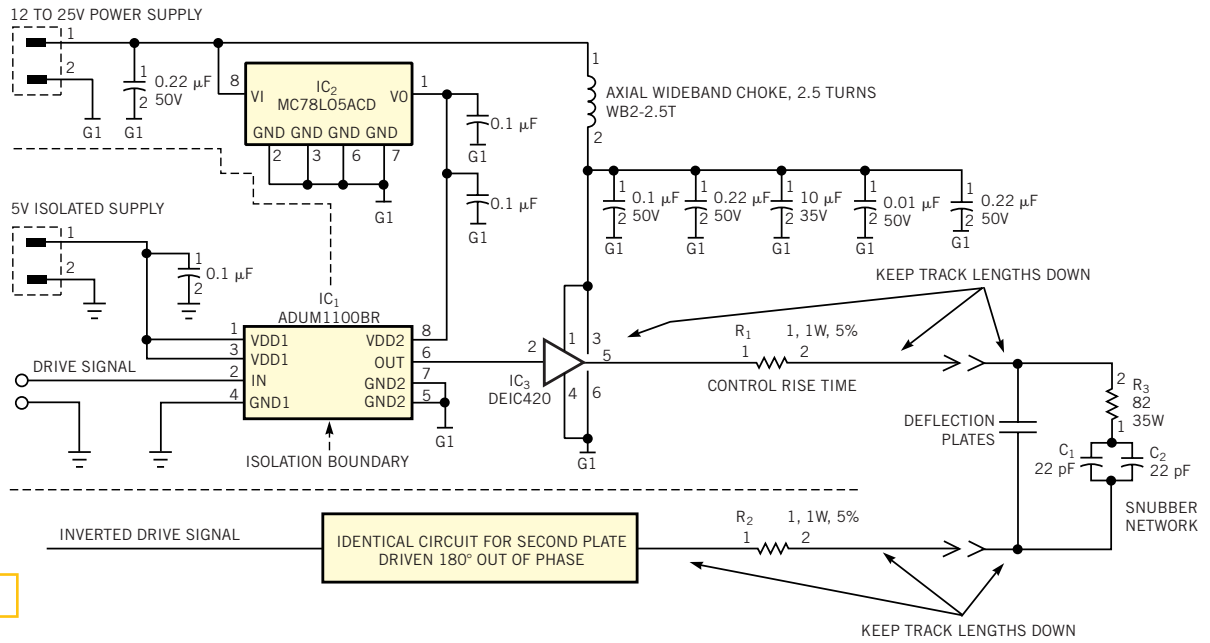 12 TO 25V POWER SUPPLY
1
2
G1
1
2
0.22 µF
50V
G1
8
VI
IC2
MC78LO5ACD
VO
1
GND GND GND GND
2
3
6
7
G1
0.1 µF
G1
0.1 µF
G1
1
2
AXIAL WIDEBAND CHOKE, 2.5 TURNS
WB2-2.5T
1
2
0.1 µF
50V
G1
1
2
0.22 µF
50V
G1
1
2
10 µF
35V
G1
1
2
0.01 µF
50V
G1
1
2
0.22 µF
50V
G1
5V ISOLATED SUPPLY
1
2
1
2
0.1 µF
IC1
ADUM1100BR
1
3
2
4
VDD1
VDD1
IN
GND1
VDD2
OUT
GND2
GND2
8
6
7
5
G1
DRIVE SIGNAL
ISOLATION BOUNDARY
2
1
3
5
4
6
IC3
DEIC420
G1
KEEP TRACK LENGTHS DOWN
R1
1, 1W, 5%
1
2
CONTROL RISE TIME
DEFLECTION
PLATES
2
R3
82
35W
1
C1
22 pF
C2
22 pF
SNUBBER
NETWORK
INVERTED DRIVE SIGNAL
IDENTICAL CIRCUIT FOR SECOND PLATE
DRIVEN 180° OUT OF PHASE
R2
1, 1W, 5%
1
2
KEEP TRACK LENGTHS DOWN